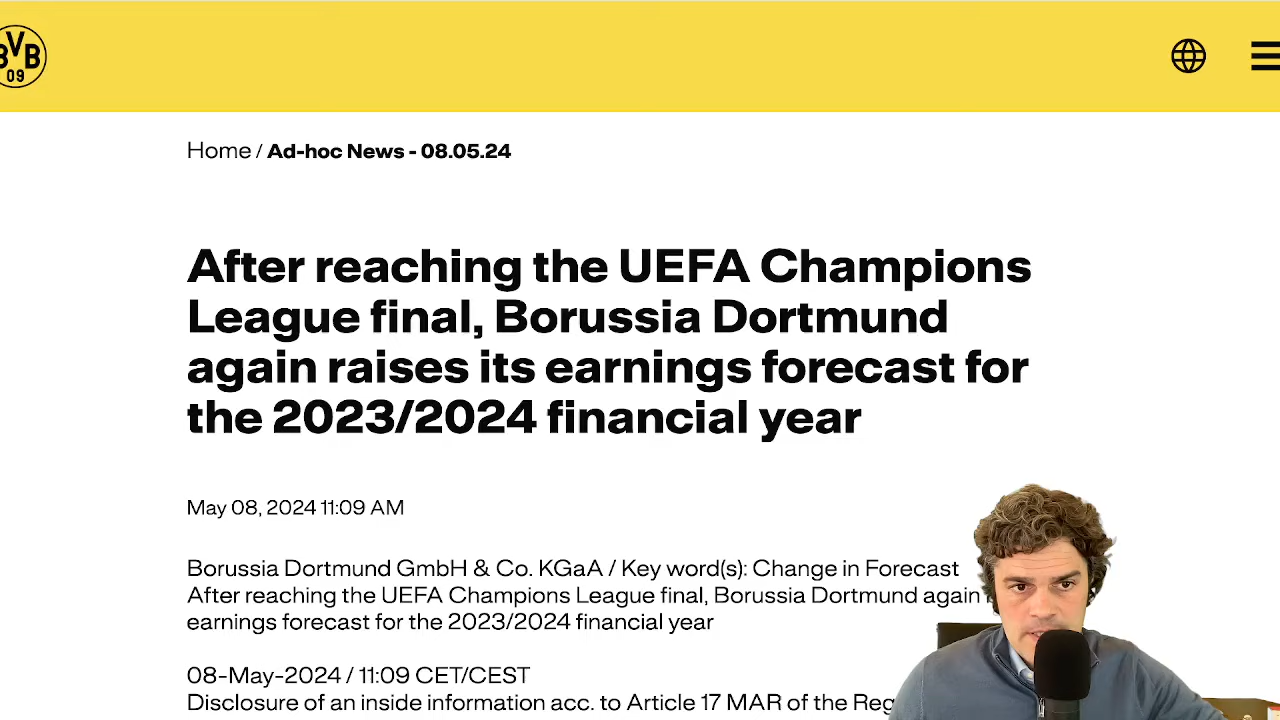 BVB
09
Home / Ad-hoc News - 08.05.24
After reaching the UEFA Champions
League final, Borussia Dortmund
again raises its earnings forecast for
the 2023/2024 financial year
May 08, 2024 11:09 AM
Borussia Dortmund GmbH & Co. KGaA / Key word(s): Change in Forecast
After reaching the UEFA Champions League final, Borussia Dortmund again
earnings forecast for the 2023/2024 financial year
08-May-2024 / 11:09 CET/CEST
Disclosure of an inside information acc. to Article 17 MAR of the